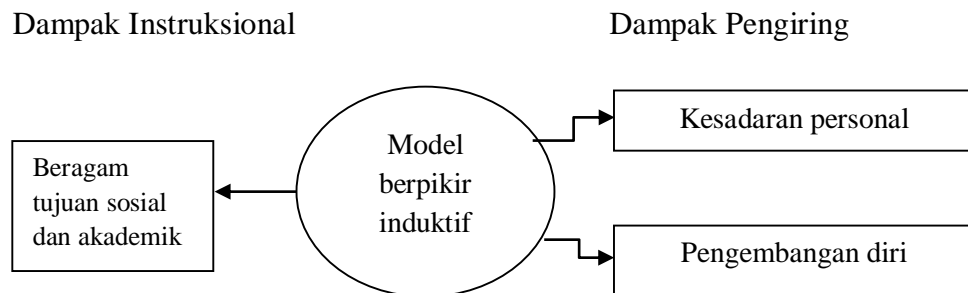 Dampak Instruksional
Dampak Pengiring
Beragam
tujuan sosial
dan akademik
Model
berpikir
induktif
Kesadaran personal
Pengembangan diri